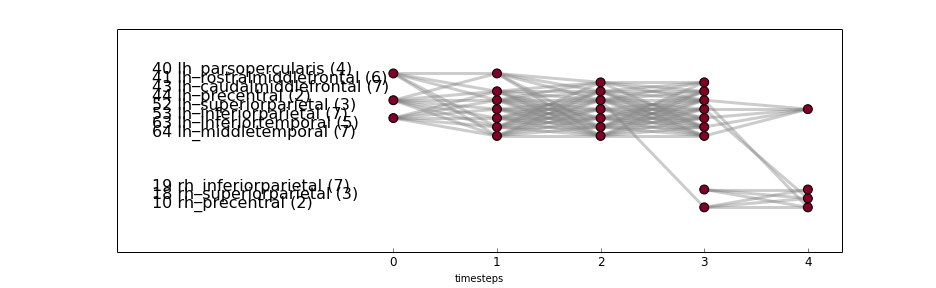 40 lh_parsopercularis (4)
41 lh_rostralmiddlefrontal (6)
43 lh_caudalmiddlefrontal (7)
44 lh_precentral (2)
52 lh_superiorparietal (3)
53 lh_inferiorparietal (7)
63 lh_inferiortemporal (5)
64 lh_middletemporal (7)
19 rh_inferiorparietal (7)
18 rh_superiorparietal (3)
10 rh_precentral (2)
0 1 2 3 4
timesteps